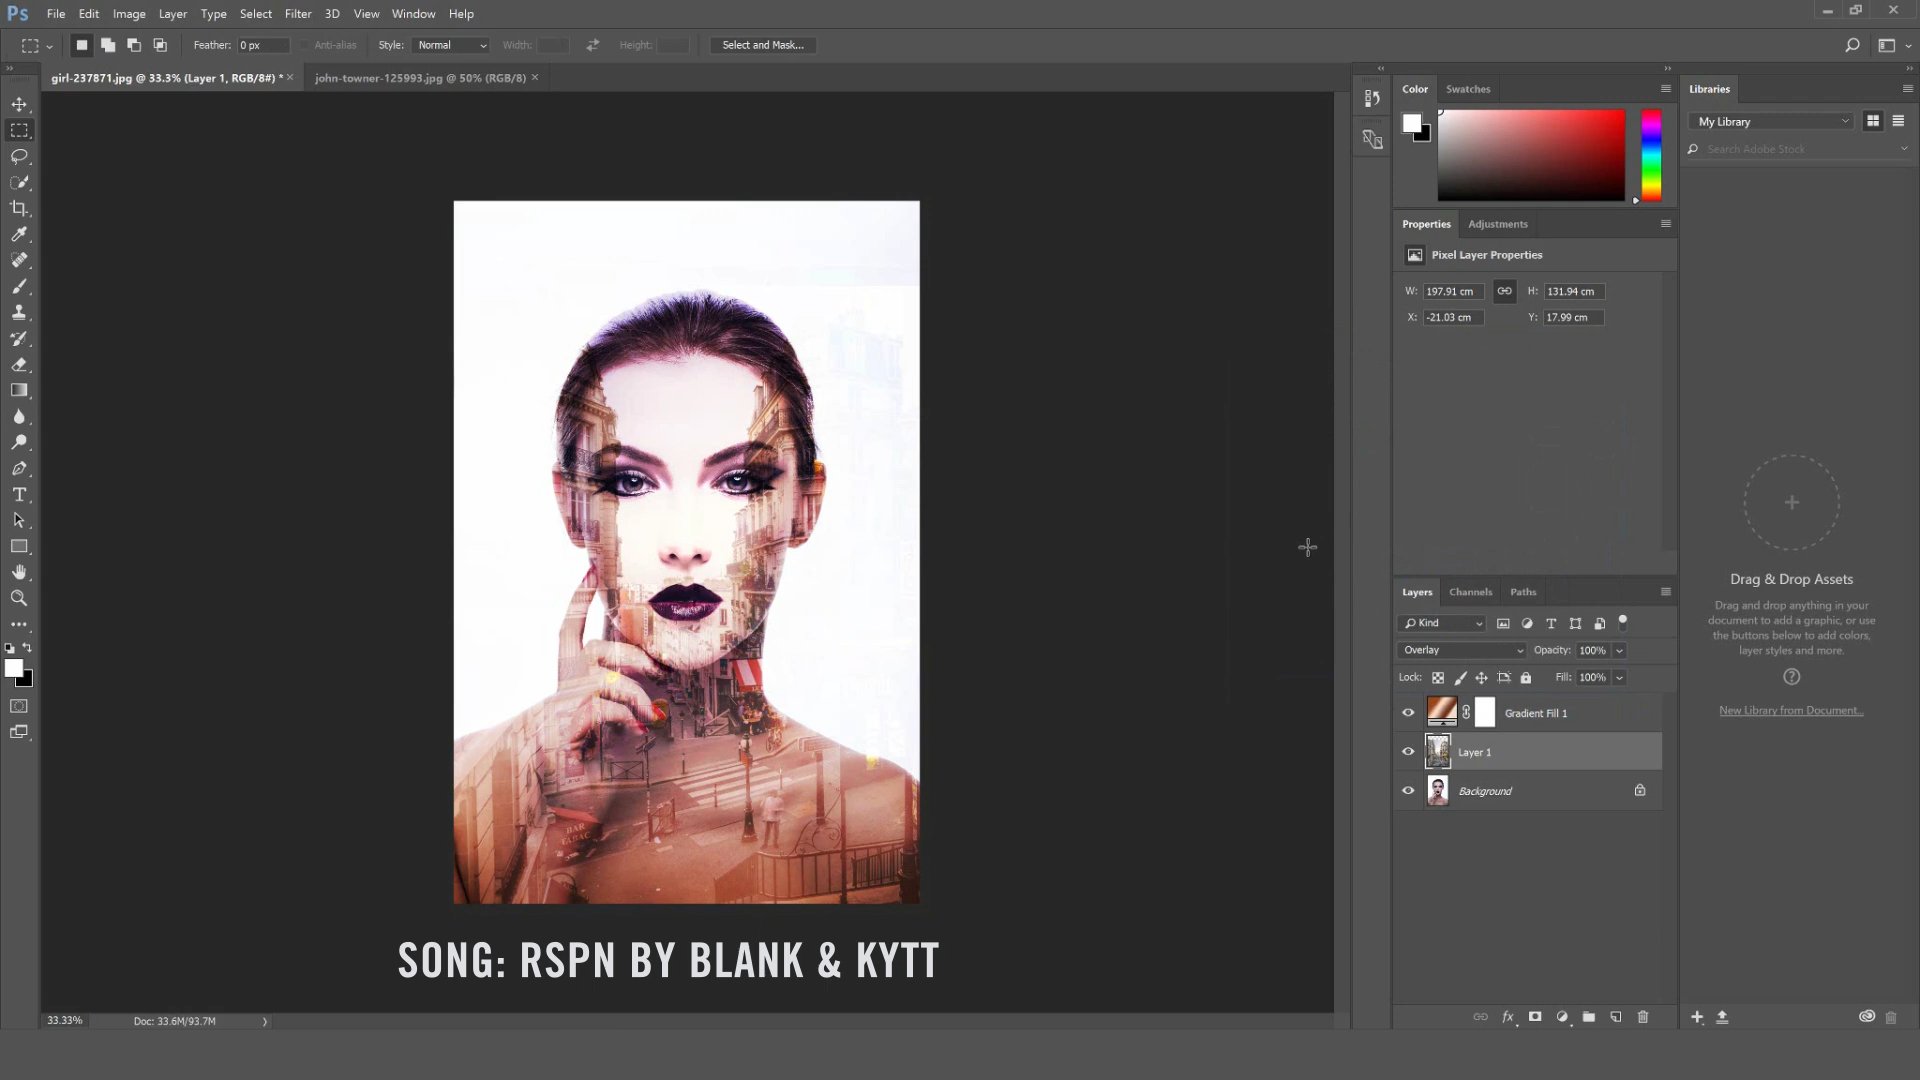 Ps File Edit Image Layer Type Select Filter 3D View Window Help
Feather: 0 px Anti-alias Style: Normal Width: Height: Select and Mask...
girl-237871.jpg @ 33.3% (Layer 1, RGB/8#) * × john-towner-125993.jpg @ 50% (RGB/8) ×
Color Swatches
Libraries
My Library
Search Adobe Stock
Properties Adjustments
Pixel Layer Properties
W: 197.91 cm H: 131.94 cm
X: -21.03 cm Y: 17.99 cm
Drag & Drop Assets
Drag and drop anything in your
document to add a graphic, or use
the buttons below to add colors,
layer styles and more.
New Library from Document...
Layers Channels Paths
Kind
Overlay Opacity: 100%
Lock: Fill: 100%
Gradient Fill 1
Layer 1
Background
BAR
TABAC
SONG: RSPN BY BLANK & KYTT
33.33% Doc: 33.6M/93.7M